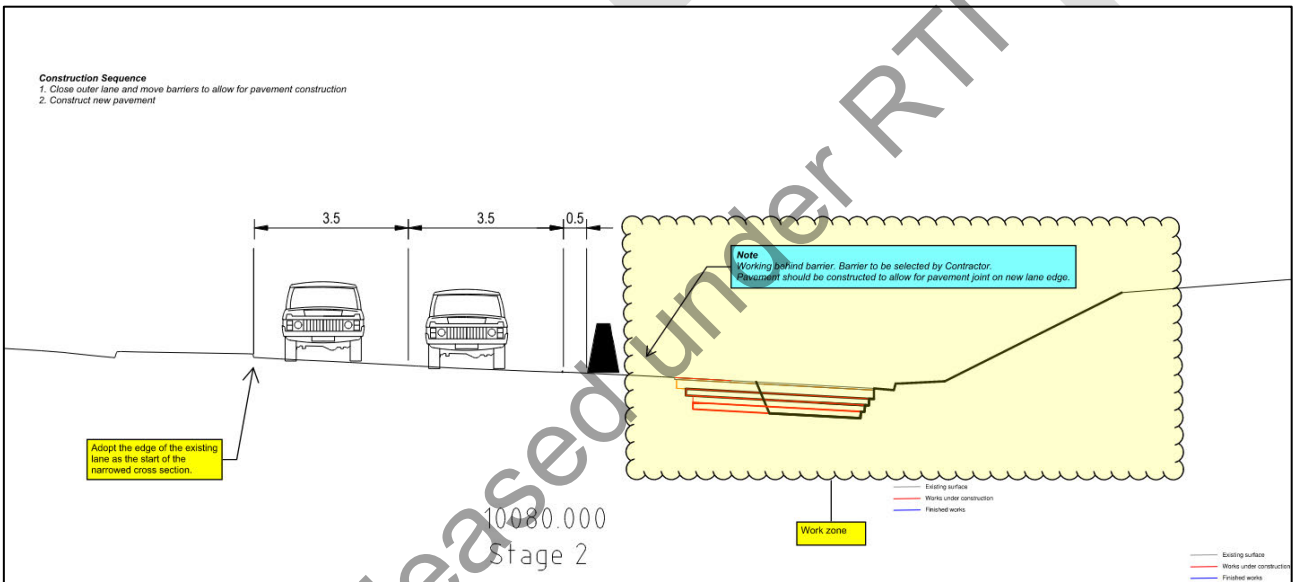 Construction Sequence
1. Close outer lane and move barriers to allow for pavement construction
2. Construct new pavement
3.5
3.5
0.5
Note
Working behind barrier. Barrier to be selected by Contractor.
Pavement should be constructed to allow for pavement joint on new lane edge.
Adopt the edge of the existing
lane as the start of the
narrowed cross section.
Existing surface
Works under construction
Finished works
10080.000
Stage 2
Work zone
Existing surface
Works under construction
Finished works
eased under RTI